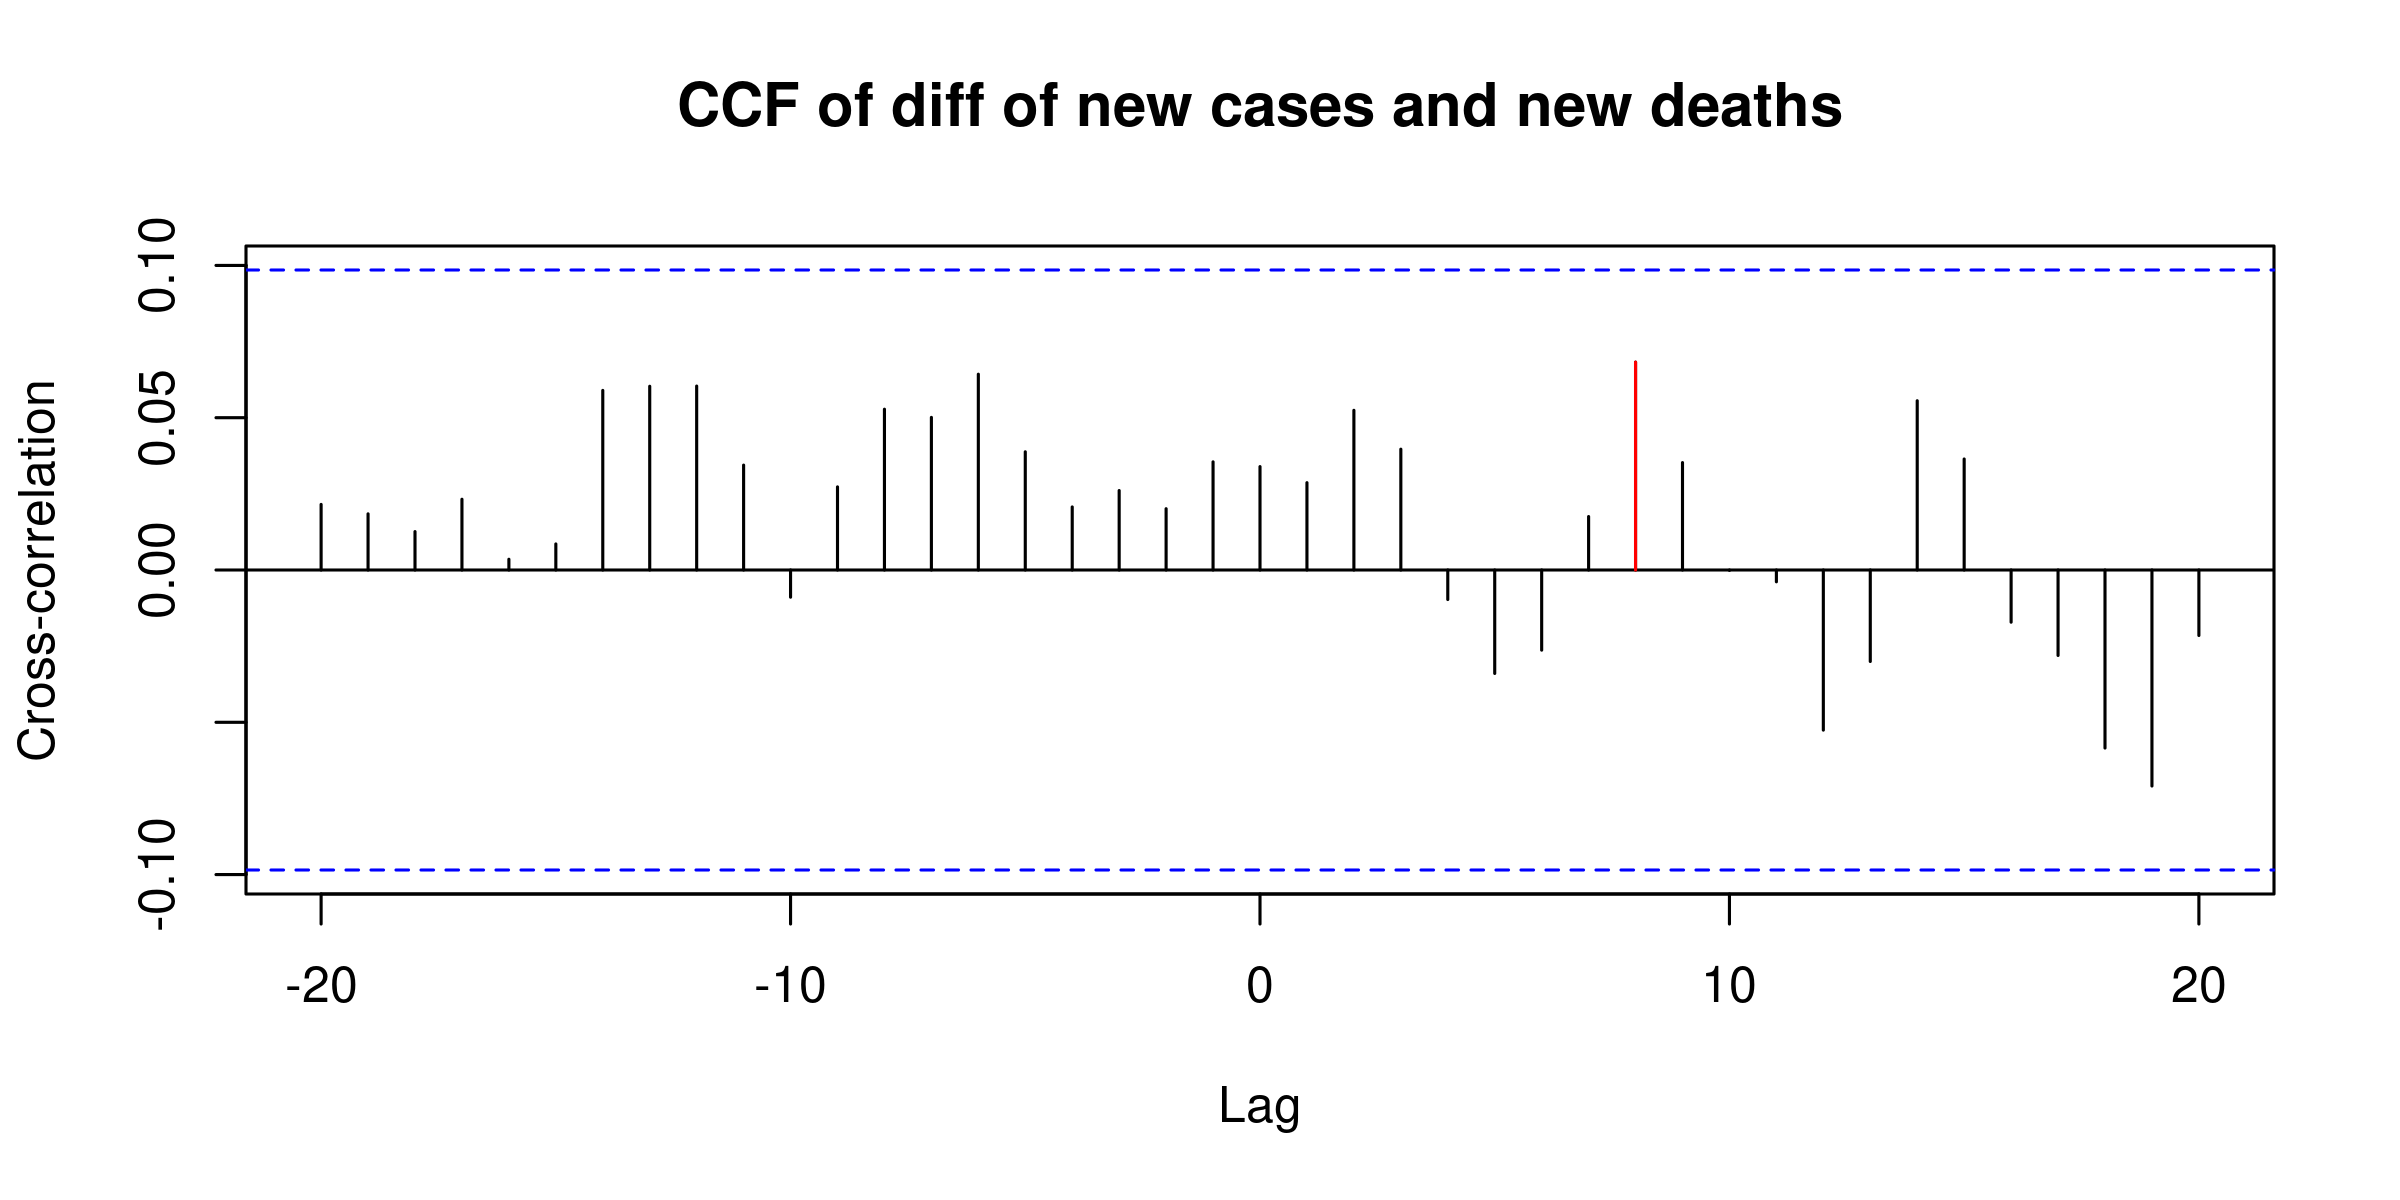 CCF of diff of new cases and new deaths
Cross-correlation
0.10
0.05
0.00
-0.10
-20 -10 0 10 20
Lag